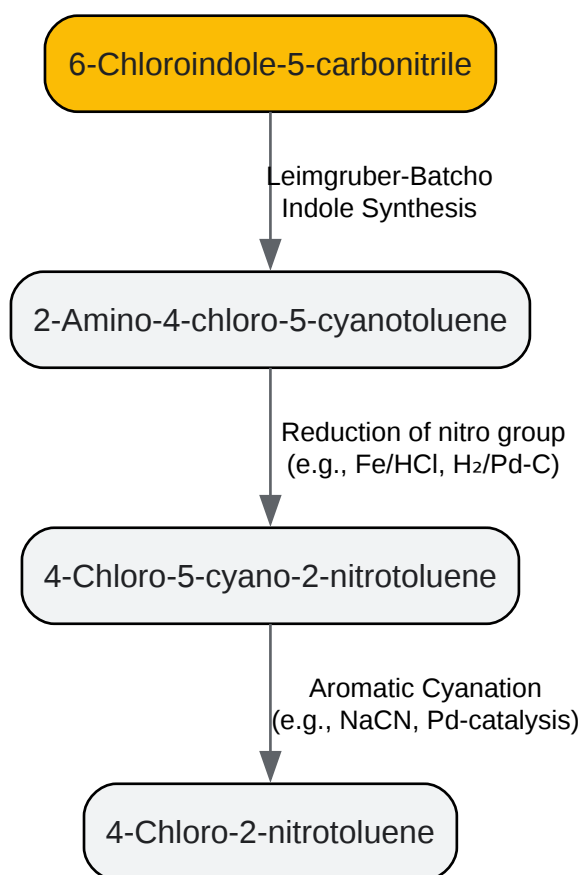 6-Chloroindole-5-carbonitrile
Leimgruber-Batcho
Indole Synthesis
2-Amino-4-chloro-5-cyanotoluene
Reduction of nitro group
(e.g., Fe/HCl, H₂/Pd-C)
4-Chloro-5-cyano-2-nitrotoluene
Aromatic Cyanation
(e.g., NaCN, Pd-catalysis)
4-Chloro-2-nitrotoluene